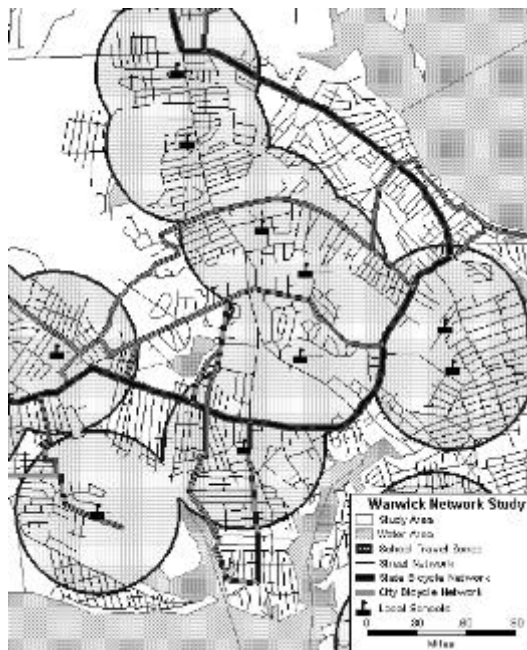 Warwick Network Study
Study Area
Water Area
School Travel Zones
Street Network
State Bicycle Network
City Bicycle Network
Local Schools
0
Miles